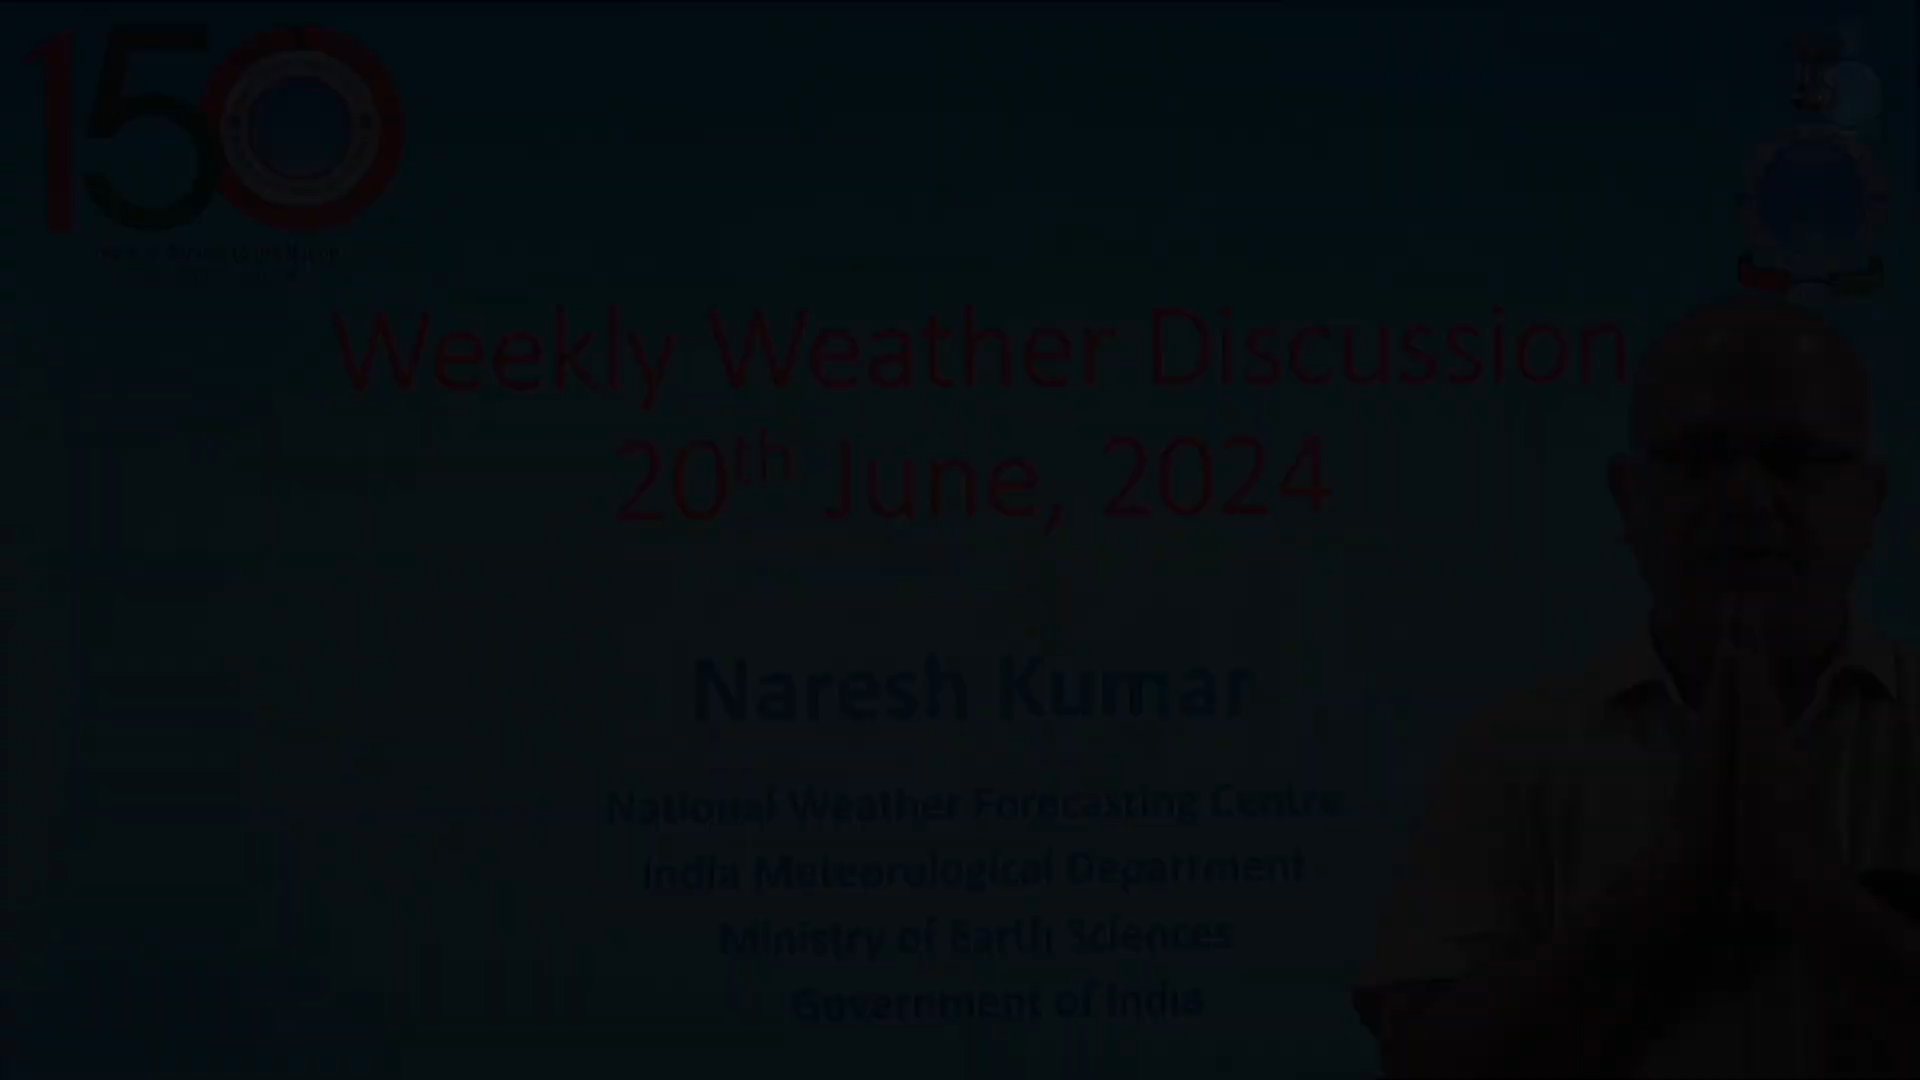 150
Weekly Weather Discussion
20th June, 2024
Naresh Kumar
National Weather Forecasting Centre
India Meteorological Department
Ministry of Earth Sciences
Government of India